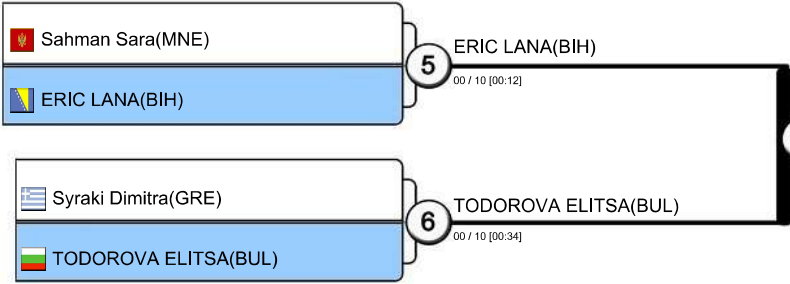 Sahman Sara(MNE)
ERIC LANA(BIH)
5
ERIC LANA(BIH)
00 / 10 [00:12]
Syraki Dimitra(GRE)
TODOROVA ELITSA(BUL)
6
TODOROVA ELITSA(BUL)
00 / 10 [00:34]